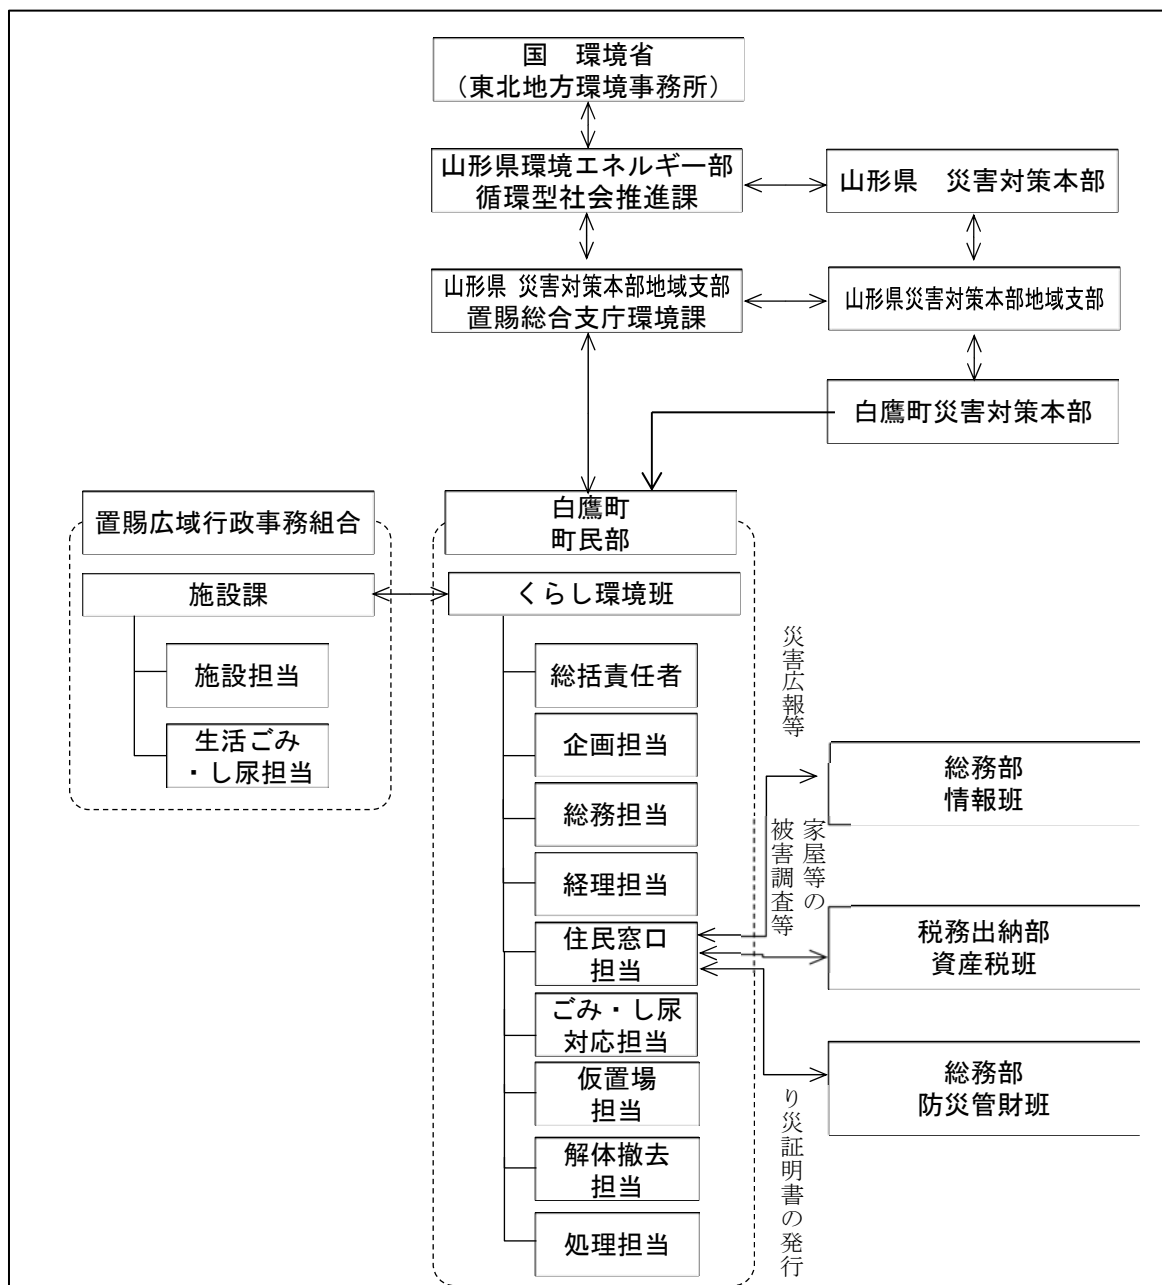 国　環境省
（東北地方環境事務所）
山形県環境エネルギー部
循環型社会推進課
山形県　災害対策本部
山形県 災害対策本部地域支部
置賜総合支庁環境課
山形県災害対策本部地域支部
白鷹町災害対策本部
置賜広域行政事務組合
白鷹町
町民部
施設課
くらし環境班
施設担当
生活ごみ
・し尿担当
総括責任者
企画担当
総務担当
経理担当
住民窓口
担当
ごみ・し尿
対応担当
仮置場
担当
解体撤去
担当
処理担当
災害広報等
総務部
情報班
家屋等の
被害調査等
税務出納部
資産税班
総務部
防災管財班
り災証明書の発行